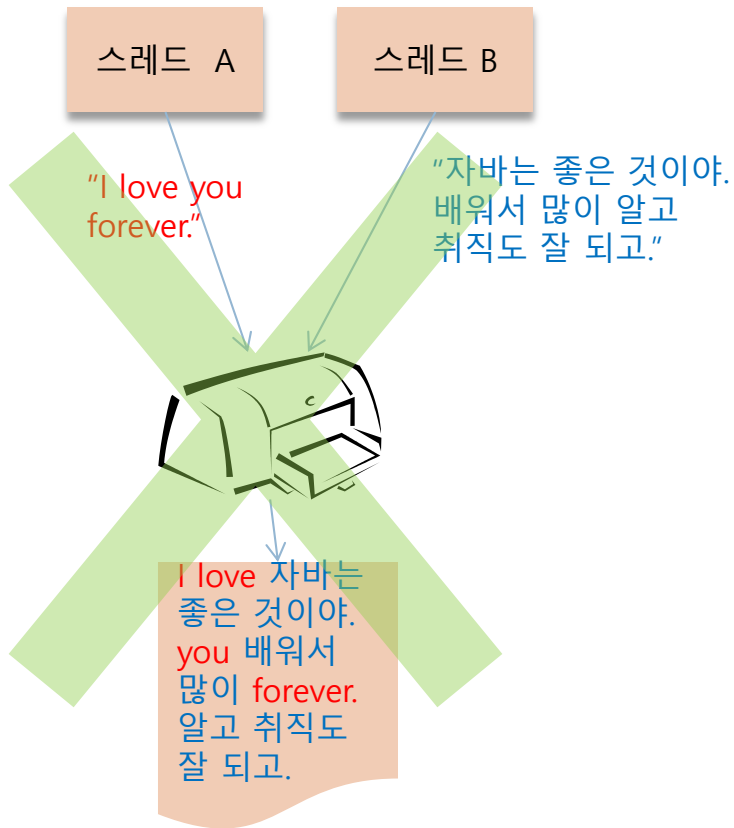 스레드 A
스레드 B
“I love you
forever.”
“자바는 좋은 것이야.
배워서 많이 알고
취직도 잘 되고.”
I love 자바는
좋은 것이야.
you 배워서
많이 forever.
알고 취직도
잘 되고.